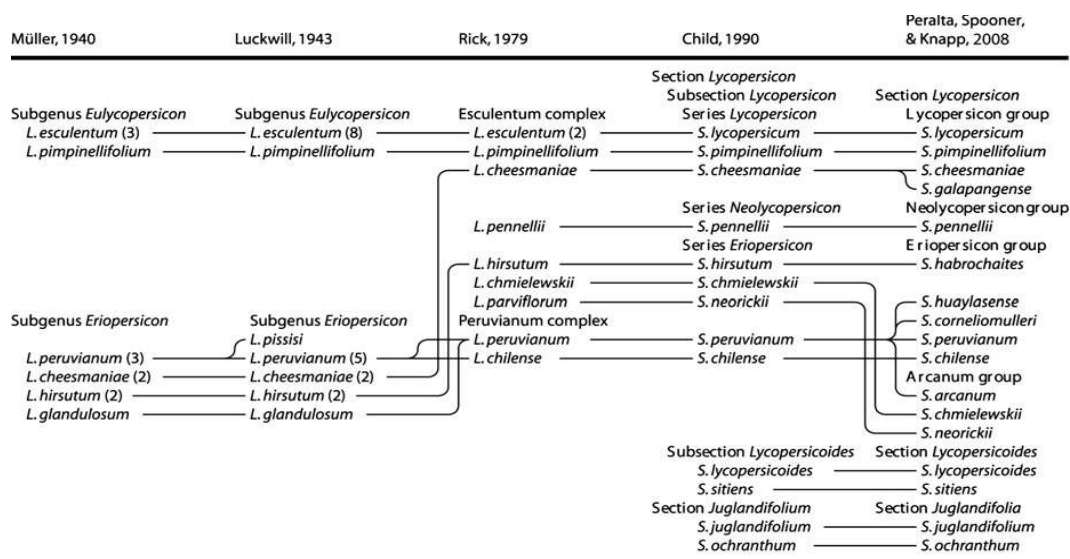 Müller, 1940
Luckwill, 1943
Rick, 1979
Child, 1990
Peralta, Spooner,
& Knapp, 2008
Subgenus Eulycopersicon
L. esculentum (3)
L. pimpinellifolium
Subgenus Eriopersicon
L. peruvianum (3)
L. cheesmaniae (2)
L. hirsutum (2)
L. glandulosum
Subgenus Eulycopersicon
L. esculentum (8)
L. pimpinellifolium
Subgenus Eriopersicon
L. pissisi
L. peruvianum (5)
L. cheesmaniae (2)
L. hirsutum (2)
L. glandulosum
Esculentum complex
L. esculentum (2)
L. pimpinellifolium
L. cheesmaniae
L. pennellii
L. hirsutum
L. chmielewskii
L. parviflorum
Peruvianum complex
L. peruvianum
L. chilense
Section Lycopersicon
Subsection Lycopersicon
Series Lycopersicon
S. lycopersicum
S. pimpinellifolium
S. cheesmaniae
Series Neolycopersicon
S. pennellii
Series Eriopersicon
S. hirsutum
S. chmielewskii
S. neorickii
S. peruvianum
S. chilense
Subsection Lycopersicoides
S. lycopersicoides
S. sitiens
Section Juglandifolium
S. juglandifolium
S. ochranthum
Section Lycopersicon
Lycopersicon group
S. lycopersicum
S. pimpinellifolium
S. cheesmaniae
S. galapangense
Neolycopersicon group
S. pennellii
Eriopersicon group
S. habrochaites
S. huaylasense
S. corneliomulleri
S. peruvianum
S. chilense
Arcanum group
S. arcanum
S. chmielewskii
S. neorickii
Section Lycopersicoides
S. lycopersicoides
S. sitiens
Section Juglandifolia
S. juglandifolium
S. ochranthum